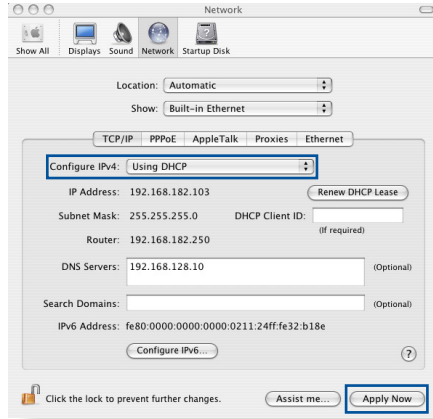 Network
Show All Displays Sound Network Startup Disk
Location: Automatic
Show: Built-in Ethernet
TCP/IP PPPoE AppleTalk Proxies Ethernet
Configure IPv4: Using DHCP
IP Address: 192.168.182.103 Renew DHCP Lease
Subnet Mask: 255.255.255.0 DHCP Client ID:
(If required)
Router: 192.168.182.250
DNS Servers: 192.168.128.10 (Optional)
Search Domains: (Optional)
IPv6 Address: fe80:0000:0000:0000:0211:24ff:fe32:b18e
Configure IPv6... ?
Click the lock to prevent further changes. Assist me... Apply Now